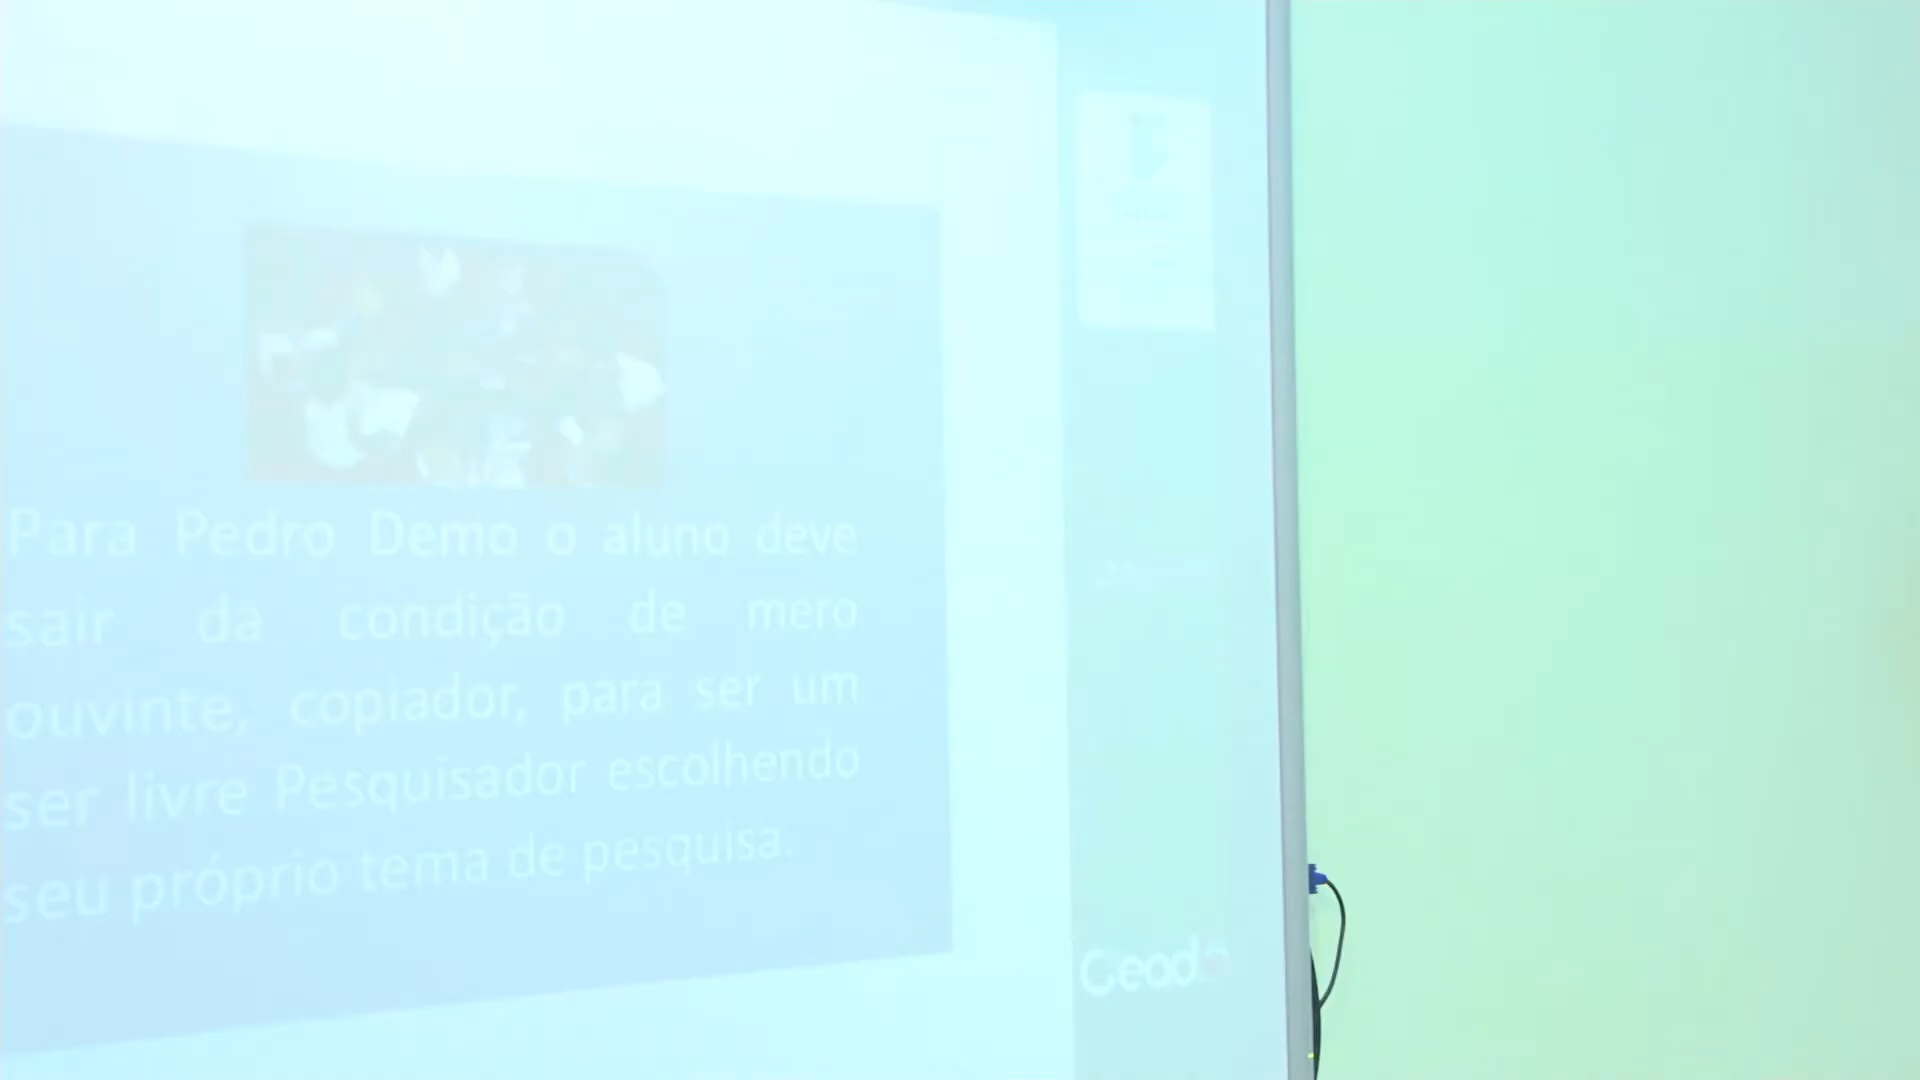 Para Pedro Demo o aluno deve
sair da condição de mero
ouvinte, copiador, para ser um
ser livre Pesquisador escolhendo
seu próprio tema de pesquisa.